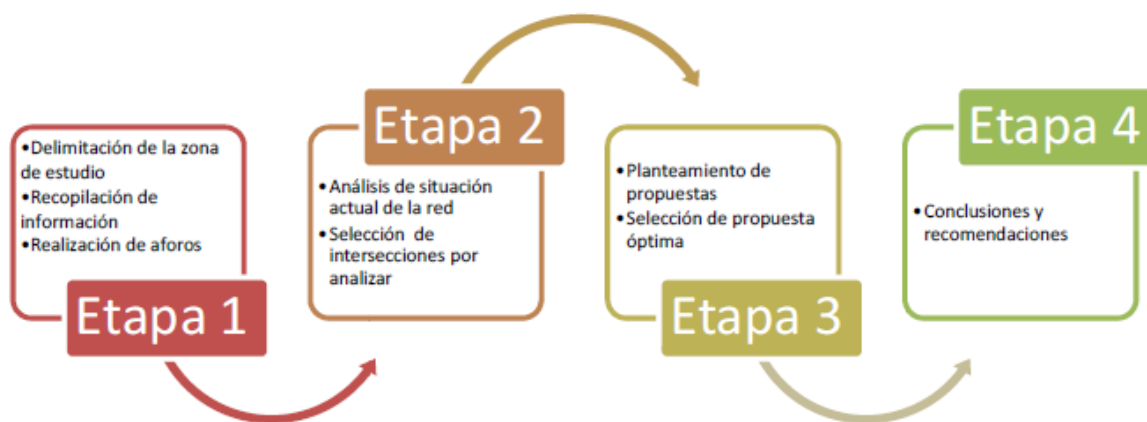 •Delimitación de la zona
de estudio
•Recopilación de
información
•Realización de aforos
Etapa 1
Etapa 2
•Análisis de situación
actual de la red
•Selección de
intersecciones por
analizar
•Planteamiento de
propuestas
•Selección de propuesta
óptima
Etapa 3
Etapa 4
•Conclusiones y
recomendaciones